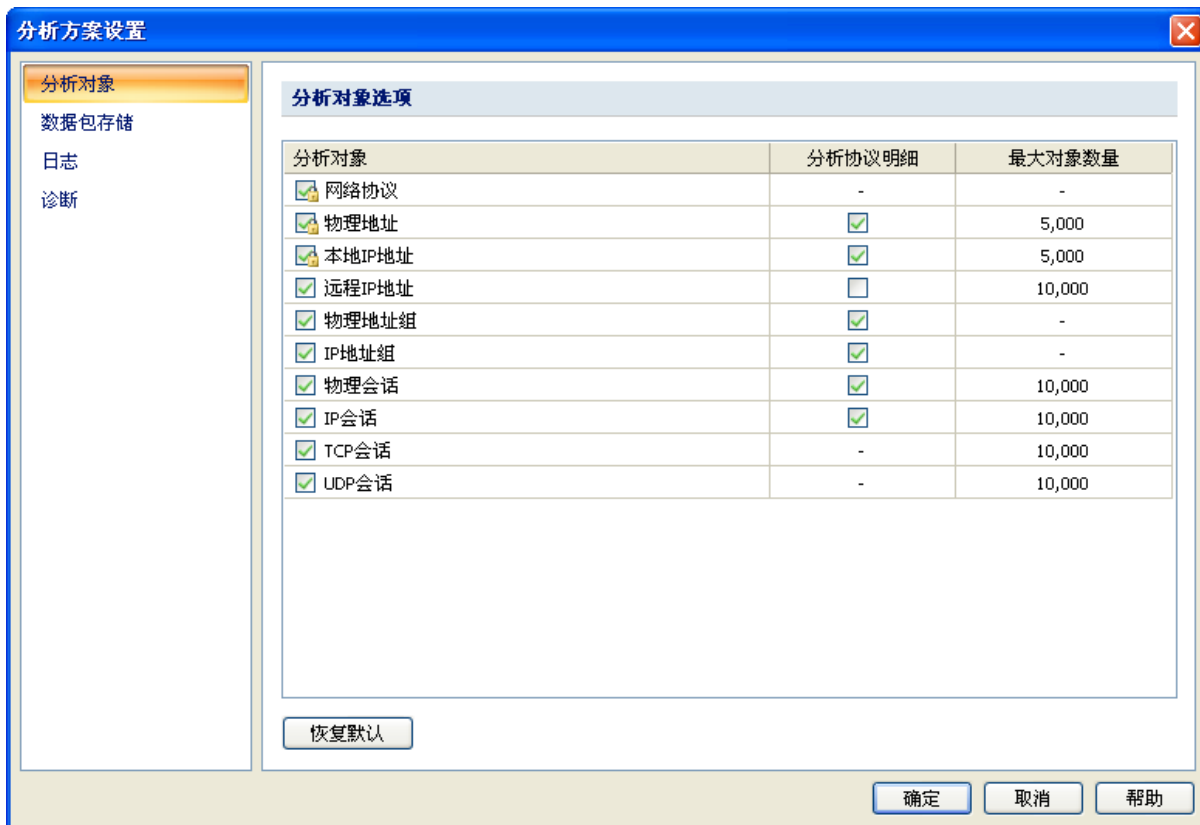 分析方案设置
分析对象
数据包存储
日志
诊断
分析对象选项
分析对象 分析协议明细 最大对象数量
网络协议 - -
物理地址 5,000
本地IP地址 5,000
远程IP地址 10,000
物理地址组 -
IP地址组 -
物理会话 10,000
IP会话 10,000
TCP会话 - 10,000
UDP会话 - 10,000
恢复默认
确定 取消 帮助